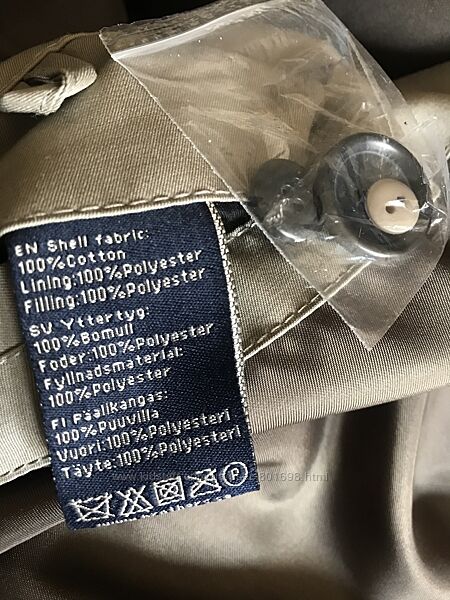 EN Shell fabric:
100%Cotton
Lining:100%Polyester
Filling:100%Polyester
SV Yttertyg:
100%Bomull
Foder:100%Polyester
Fyllnadsmaterial:
100%Polyester
FI Päälikangas:
100%Puuvilla
Vuori:100%Polyesteri
Täyte:100%Polyesteri